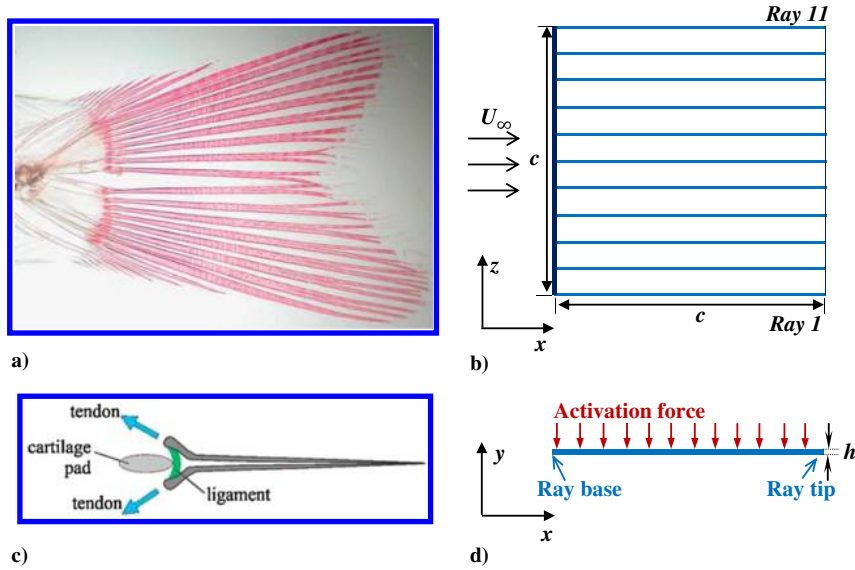 Ray 11
U∞
c
z
c
Ray 1
x
a)
b)
tendon
cartilage
pad
ligament
tendon
c)
Activation force
y
h
Ray base
Ray tip
x
d)